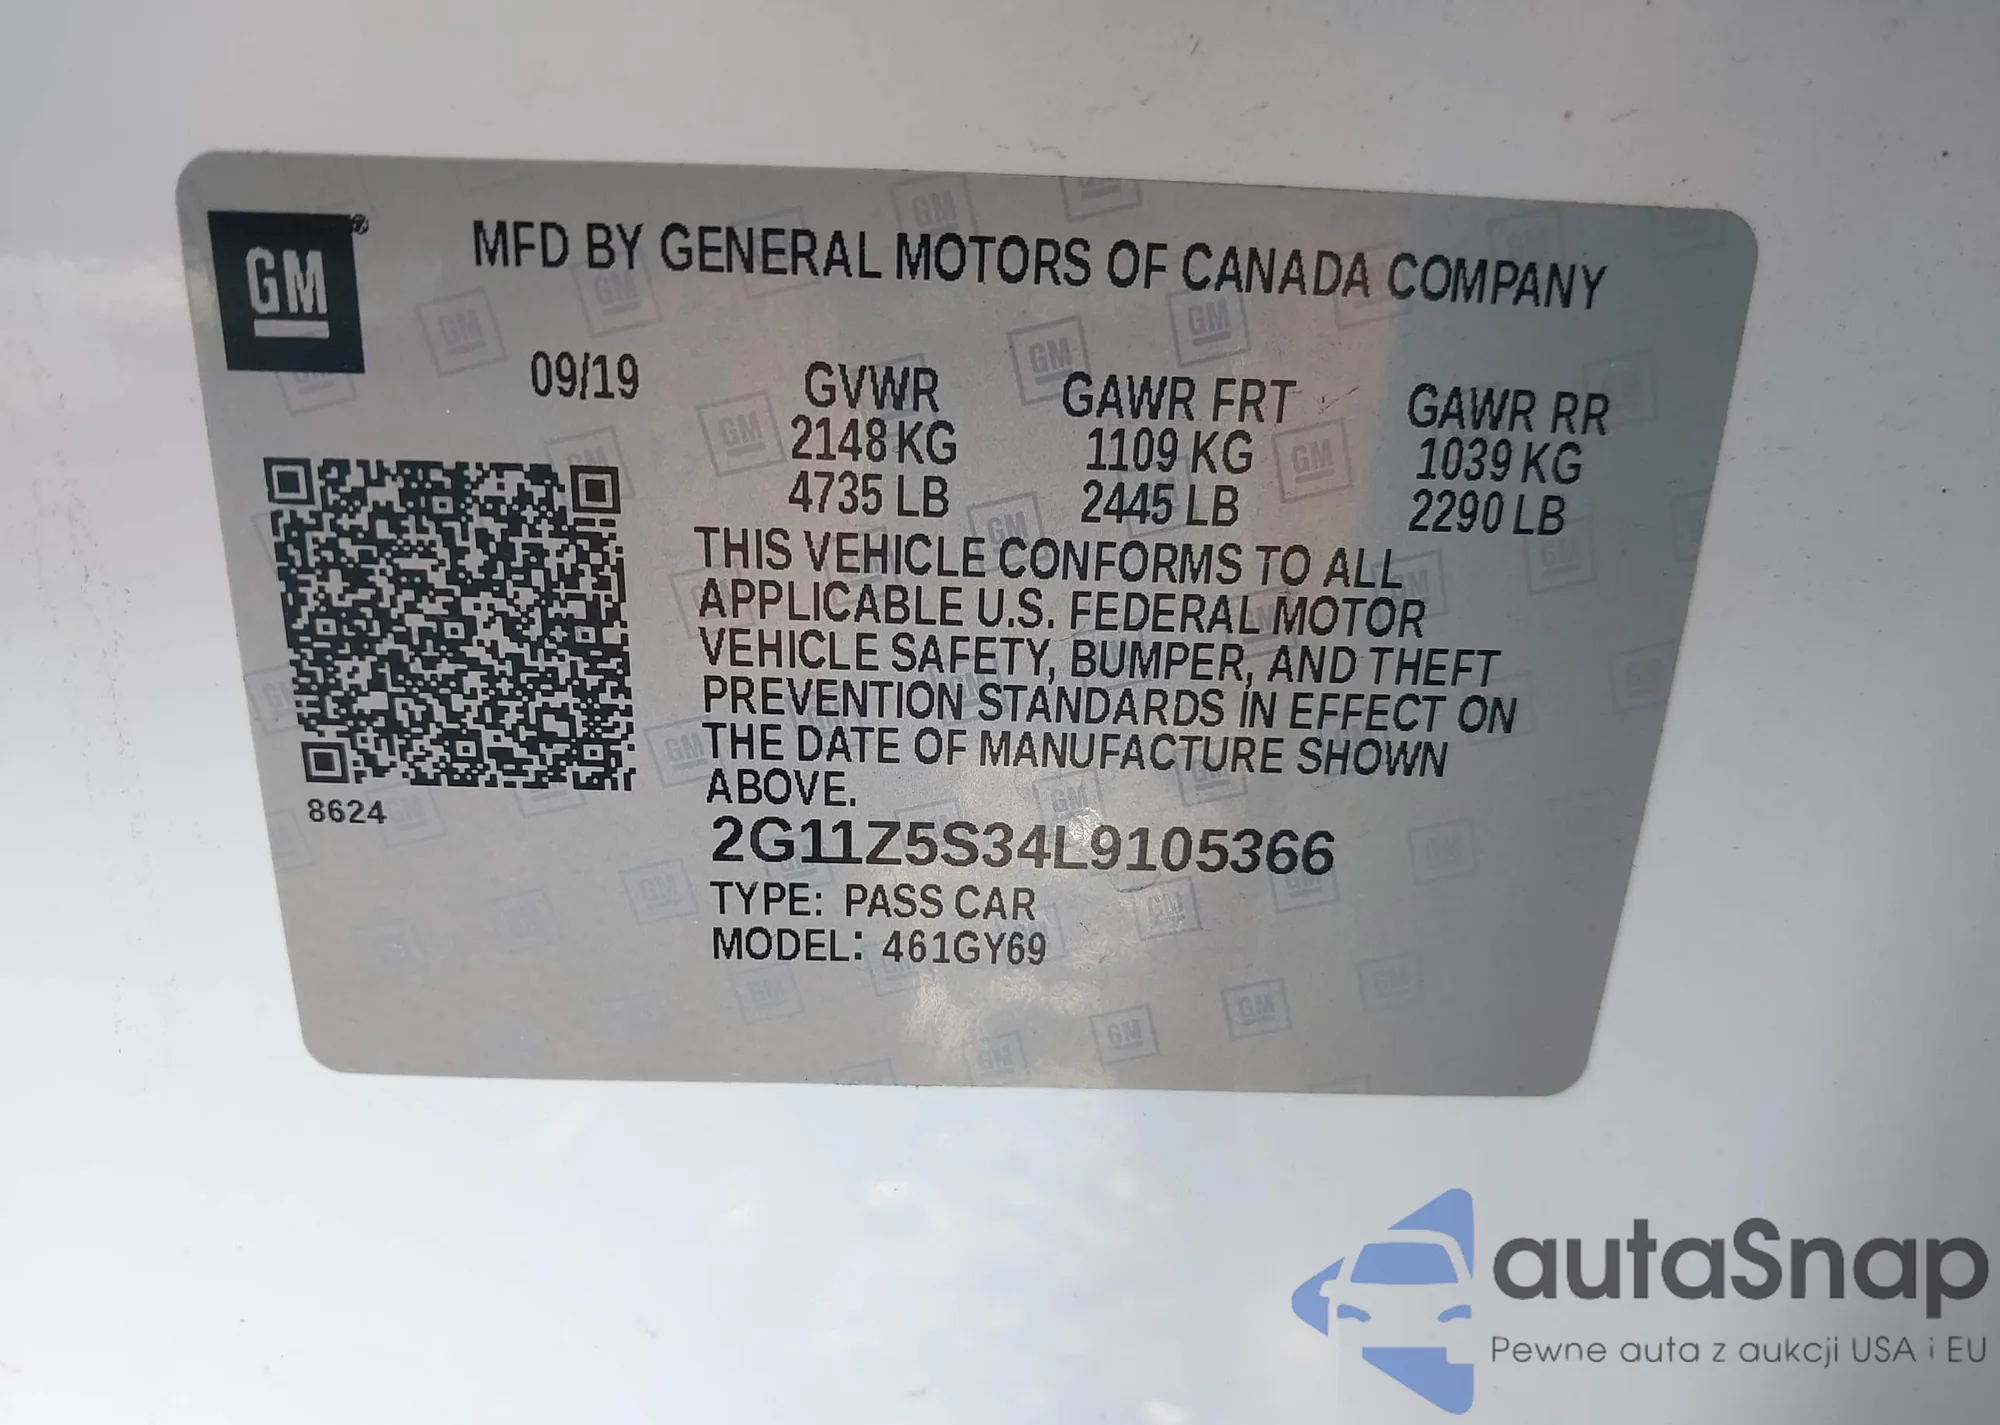 GM
MFD BY GENERAL MOTORS OF CANADA COMPANY
09/19 GVWR GAWR FRT GAWR RR
2148 KG 1109 KG 1039 KG
4735 LB 2445 LB 2290 LB
THIS VEHICLE CONFORMS TO ALL
APPLICABLE U.S. FEDERAL MOTOR
VEHICLE SAFETY, BUMPER, AND THEFT
PREVENTION STANDARDS IN EFFECT ON
THE DATE OF MANUFACTURE SHOWN
ABOVE.
8624
2G11Z5S34L9105366
TYPE: PASS CAR
MODEL: 461GY69
autaSnap
Pewne auta z aukcji USA i EU